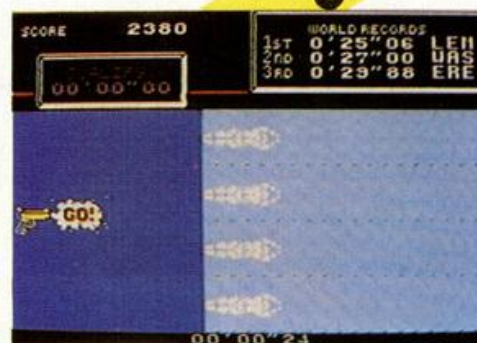 SCORE 2380
WORLD RECORDS
1ST 0'25"06 LEN
2ND 0'27"00 WAS
3RD 0'29"88 ERE
00'00"00
GO!
00'00"24